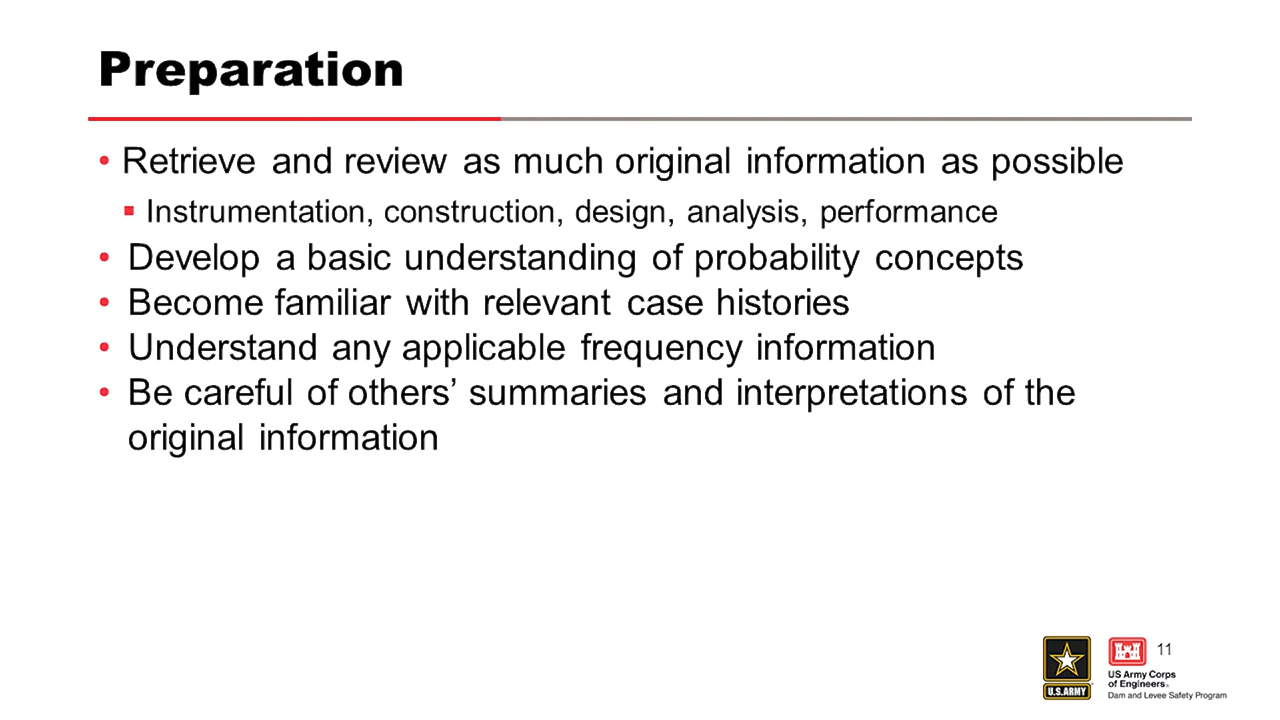 Preparation
• Retrieve and review as much original information as possible
▪ Instrumentation, construction, design, analysis, performance
• Develop a basic understanding of probability concepts
• Become familiar with relevant case histories
• Understand any applicable frequency information
• Be careful of others’ summaries and interpretations of the
original information
11
U.S.ARMY
US Army Corps
of Engineers®
Dam and Levee Safety Program